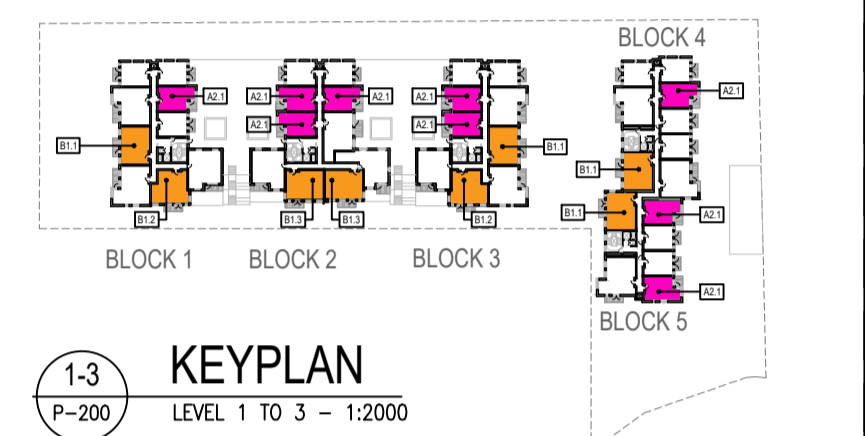 BLOCK 4
A2.1
A2.1
A2.1
A2.1
A2.1
A2.1
A2.1
B1.1
B1.1
B1.1
B1.2
B1.3
B1.3
B1.2
B1.1
A2.1
BLOCK 1
BLOCK 2
BLOCK 3
A2.1
BLOCK 5
1-3
P-200
KEYPLAN
LEVEL 1 TO 3 - 1:2000